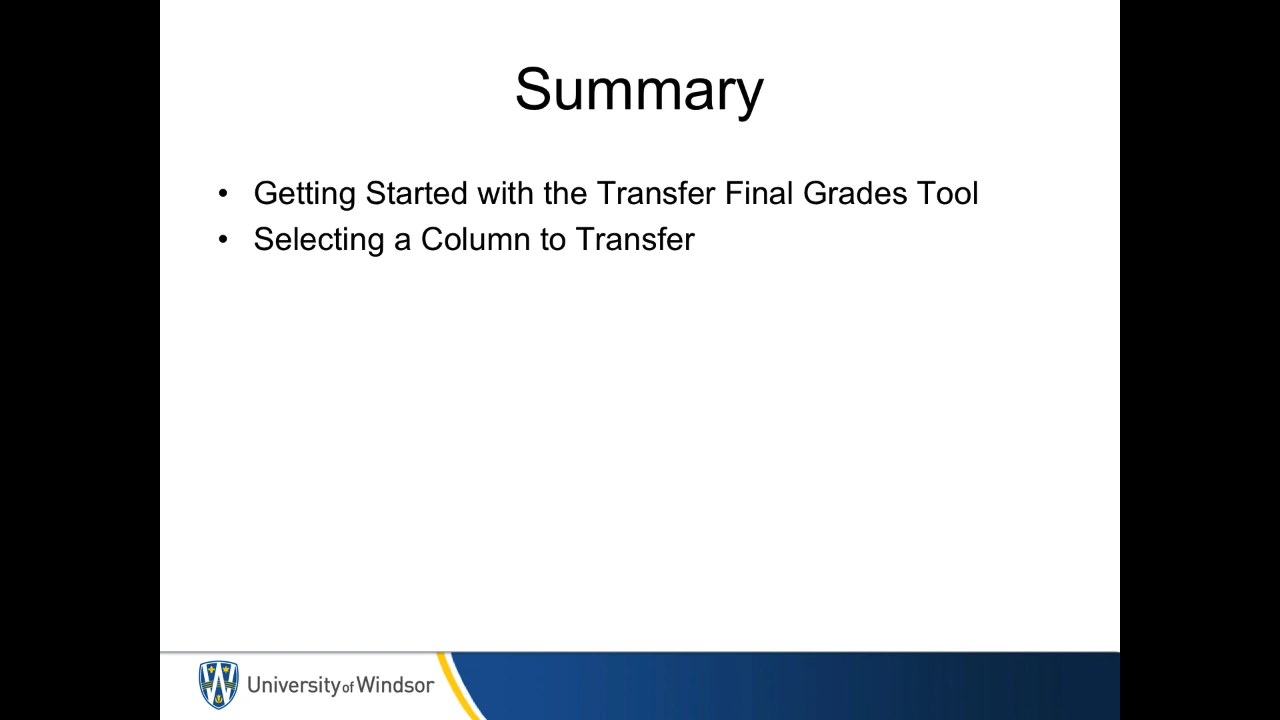 Summary
• Getting Started with the Transfer Final Grades Tool
• Selecting a Column to Transfer
University of Windsor